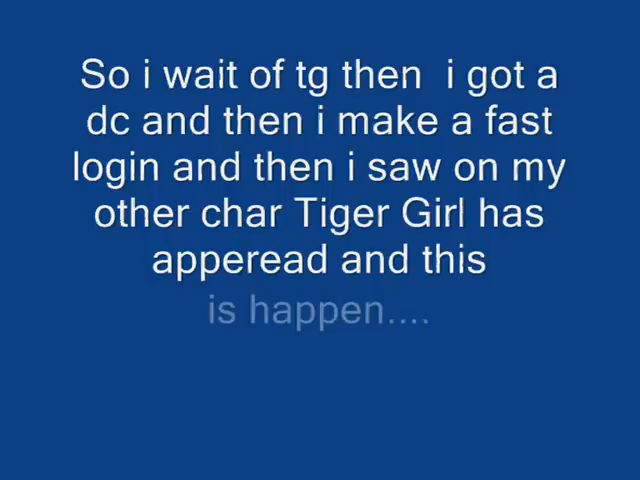 So i wait of tg then  i got a
dc and then i make a fast
login and then i saw on my
other char Tiger Girl has
apperead and this
is happen....